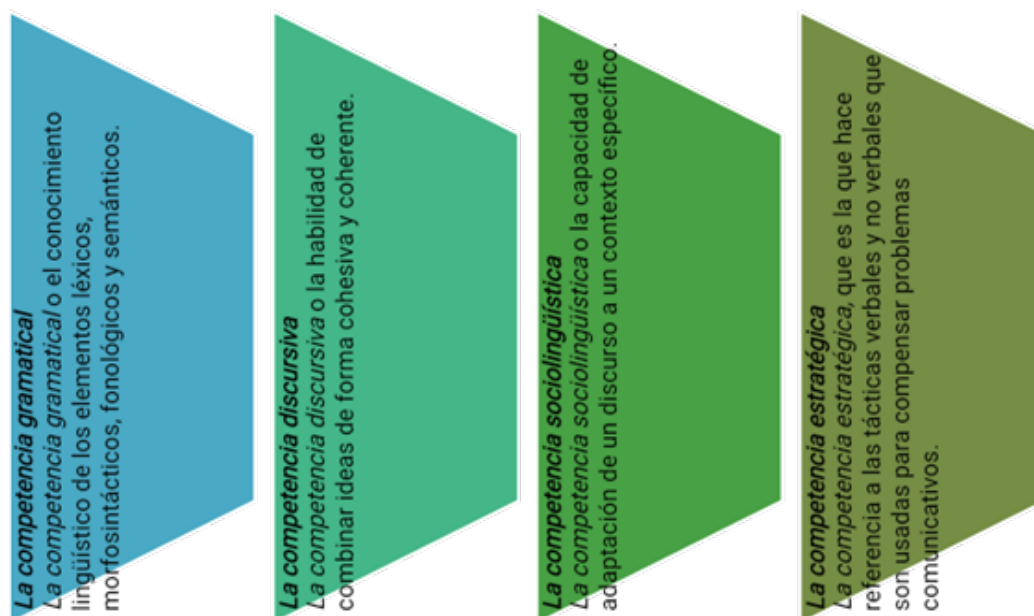 La competencia gramatical
La competencia gramatical o el conocimiento
lingüístico de los elementos léxicos,
morfosintácticos, fonológicos y semánticos.
La competencia discursiva
La competencia discursiva o la habilidad de
combinar ideas de forma cohesiva y coherente.
La competencia sociolingüística
La competencia sociolingüística o la capacidad de
adaptación de un discurso a un contexto específico.
La competencia estratégica
La competencia estratégica, que es la que hace
referencia a las tácticas verbales y no verbales que
son usadas para compensar problemas
comunicativos.